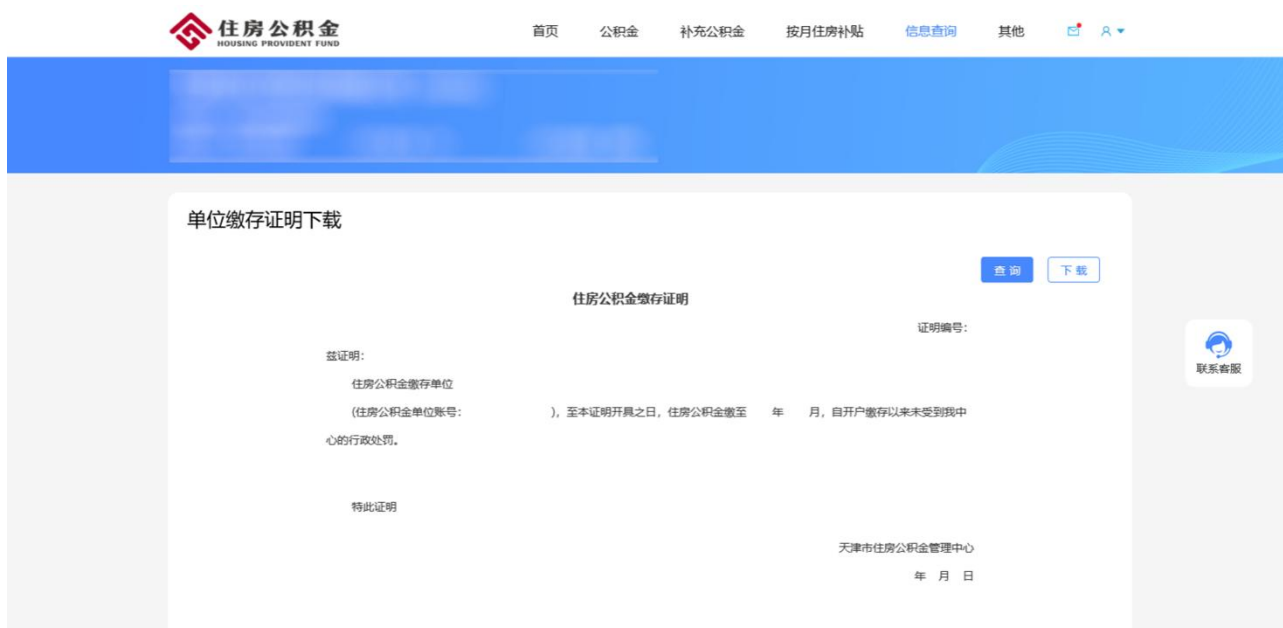 住房公积金
HOUSING PROVIDENT FUND
首页 公积金 补充公积金 按月住房补贴 信息查询 其他
单位缴存证明下载
查询 下载
住房公积金缴存证明
证明编号：
兹证明：
住房公积金缴存单位
(住房公积金单位账号： )，至本证明开具之日，住房公积金缴至 年 月，自开户缴存以来未受到我中
心的行政处罚。
特此证明
天津市住房公积金管理中心
年 月 日
联系客服